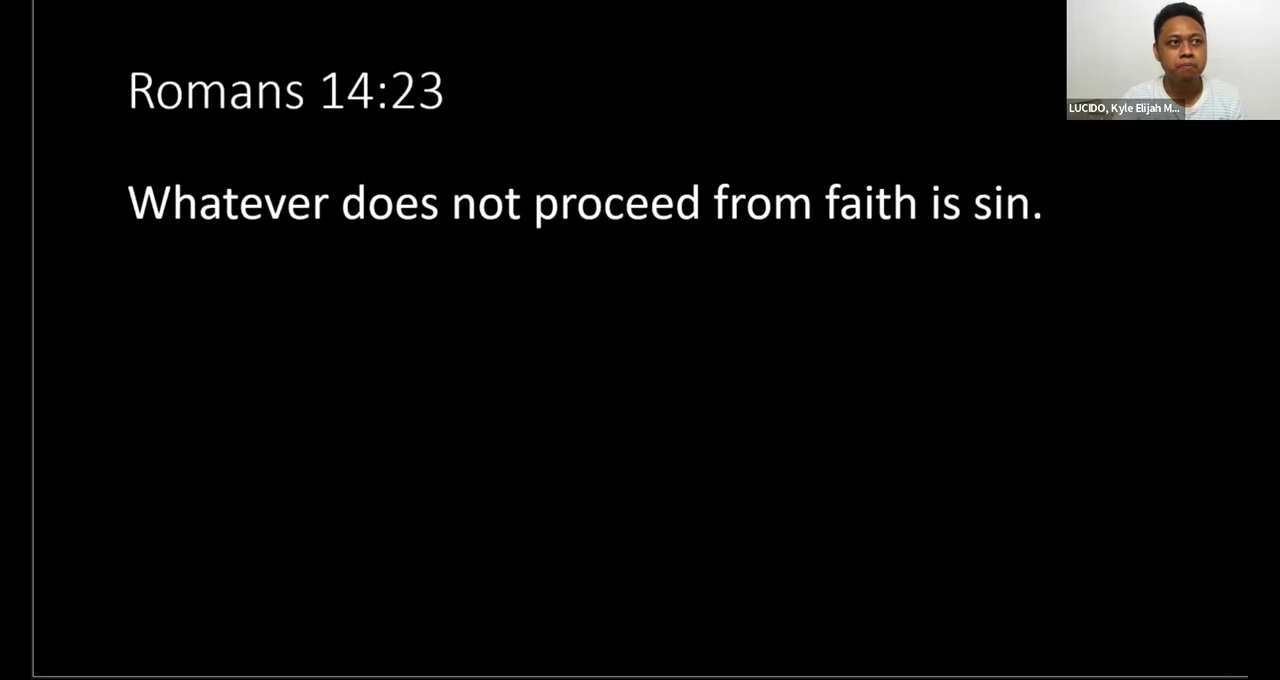 Romans 14:23
LUCIDO, Kyle Elijah M...
Whatever does not proceed from faith is sin.